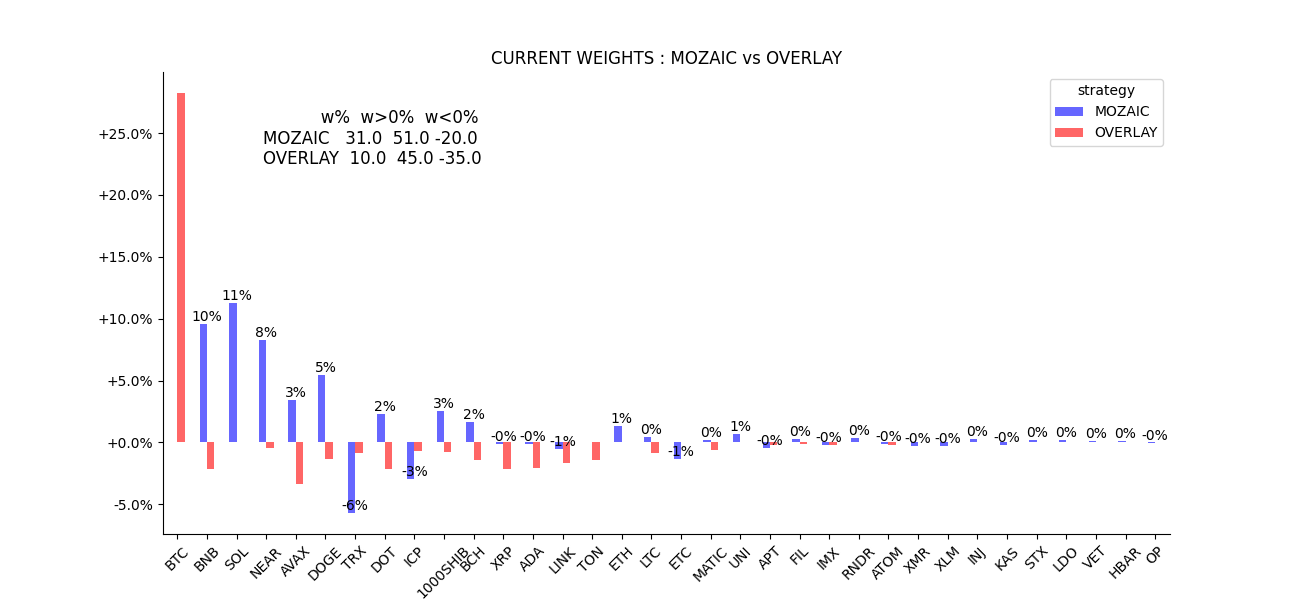 CURRENT WEIGHTS : MOZAIC vs OVERLAY
strategy
MOZAIC
OVERLAY
w% w>0% w<0%
MOZAIC 31.0 51.0 -20.0
OVERLAY 10.0 45.0 -35.0
+25.0%
+20.0%
+15.0%
+10.0%
+5.0%
+0.0%
-5.0%
10%
11%
8%
3%
5%
-6%
2%
-3%
3%
2%
-0%
-0%
-1%
1%
0%
-1%
0%
1%
-0%
0%
-0%
0%
-0%
-0%
-0%
0%
-0%
0%
0%
0%
0%
-0%
BTC
BNB
SOL
NEAR
AVAX
DOGE
TRX
DOT
ICP
1000SHIB
BCH
XRP
ADA
LINK
TON
ETH
LTC
ETC
MATIC
UNI
APT
FIL
IMX
RNDR
ATOM
XMR
XLM
INJ
KAS
STX
LDO
VET
HBAR
OP